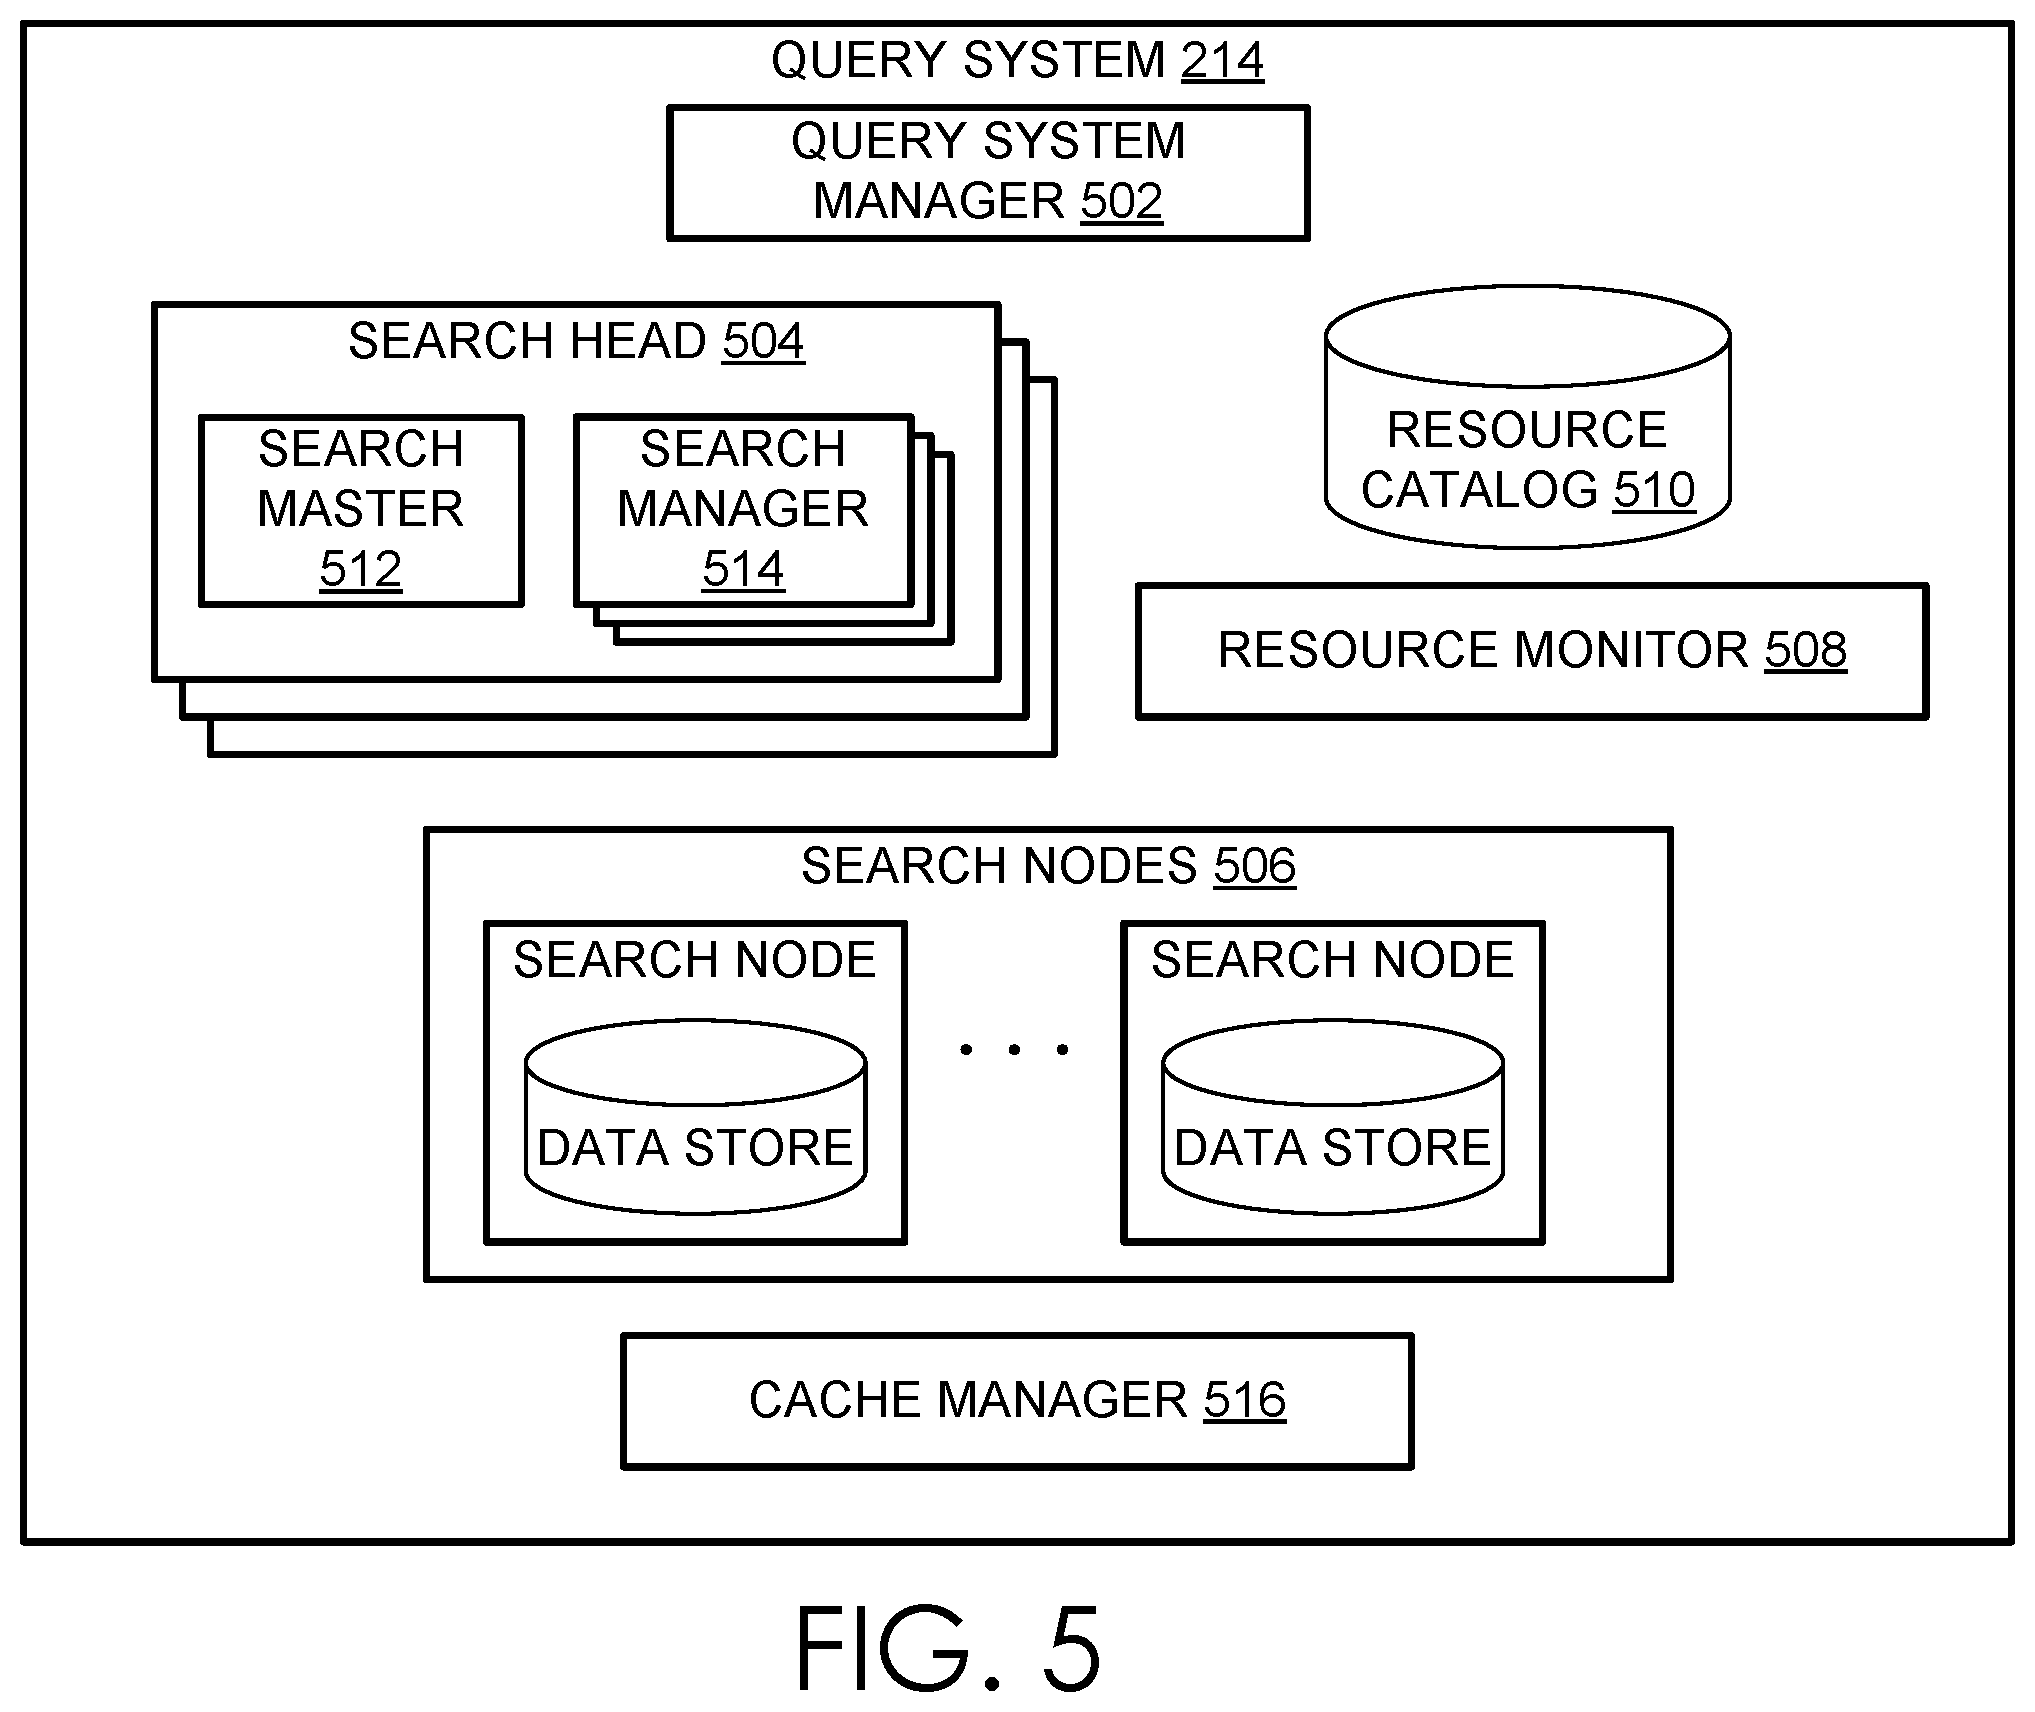 QUERY SYSTEM 214
QUERY SYSTEM
MANAGER 502
SEARCH HEAD 504
SEARCH
MASTER
512
SEARCH
MANAGER
514
RESOURCE
CATALOG 510
RESOURCE MONITOR 508
SEARCH NODES 506
SEARCH NODE
DATA STORE
. . .
SEARCH NODE
DATA STORE
CACHE MANAGER 516
FIG. 5